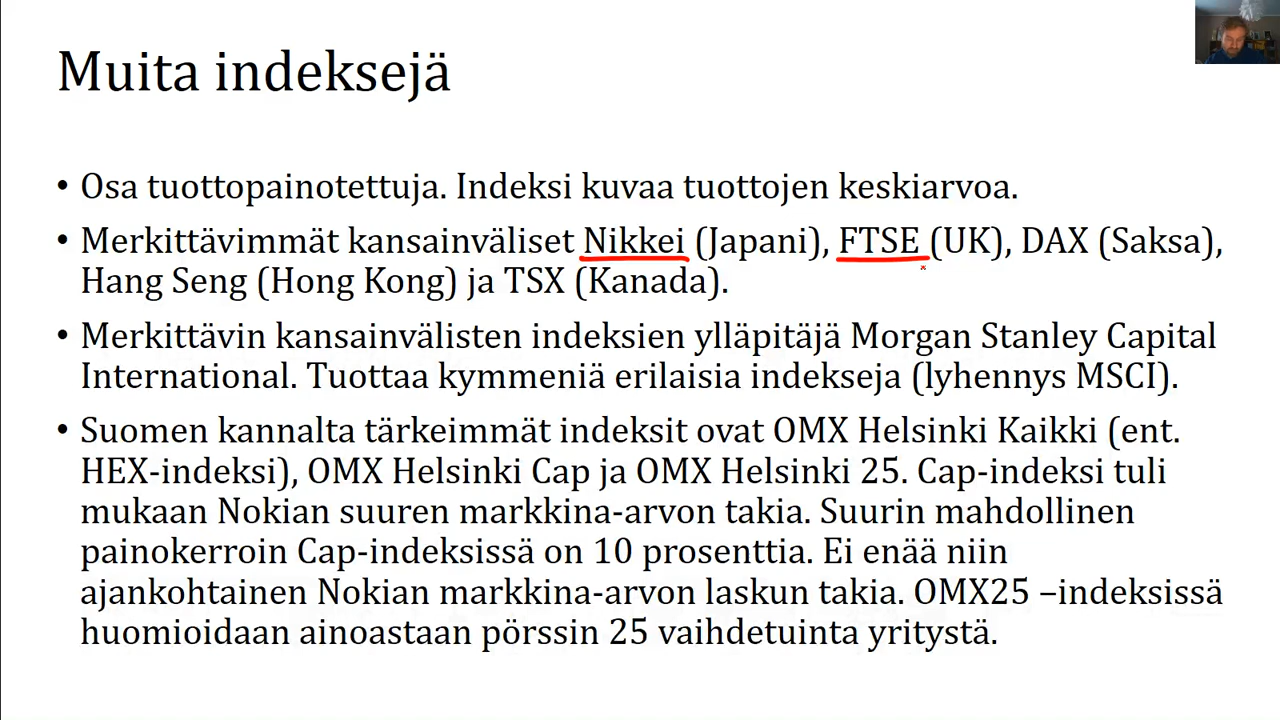 Muita indeksejä
• Osa tuottopainotettuja. Indeksi kuvaa tuottojen keskiarvoa.
• Merkittävimmät kansainväliset Nikkei (Japani), FTSE (UK), DAX (Saksa),
Hang Seng (Hong Kong) ja TSX (Kanada).
• Merkittävin kansainvälisten indeksien ylläpitäjä Morgan Stanley Capital
International. Tuottaa kymmeniä erilaisia indekseja (lyhennys MSCI).
• Suomen kannalta tärkeimmät indeksit ovat OMX Helsinki Kaikki (ent.
HEX-indeksi), OMX Helsinki Cap ja OMX Helsinki 25. Cap-indeksi tuli
mukaan Nokian suuren markkina-arvon takia. Suurin mahdollinen
painokerroin Cap-indeksissä on 10 prosenttia. Ei enää niin
ajankohtainen Nokian markkina-arvon laskun takia. OMX25 –indeksissä
huomioidaan ainoastaan pörssin 25 vaihdetuinta yritystä.